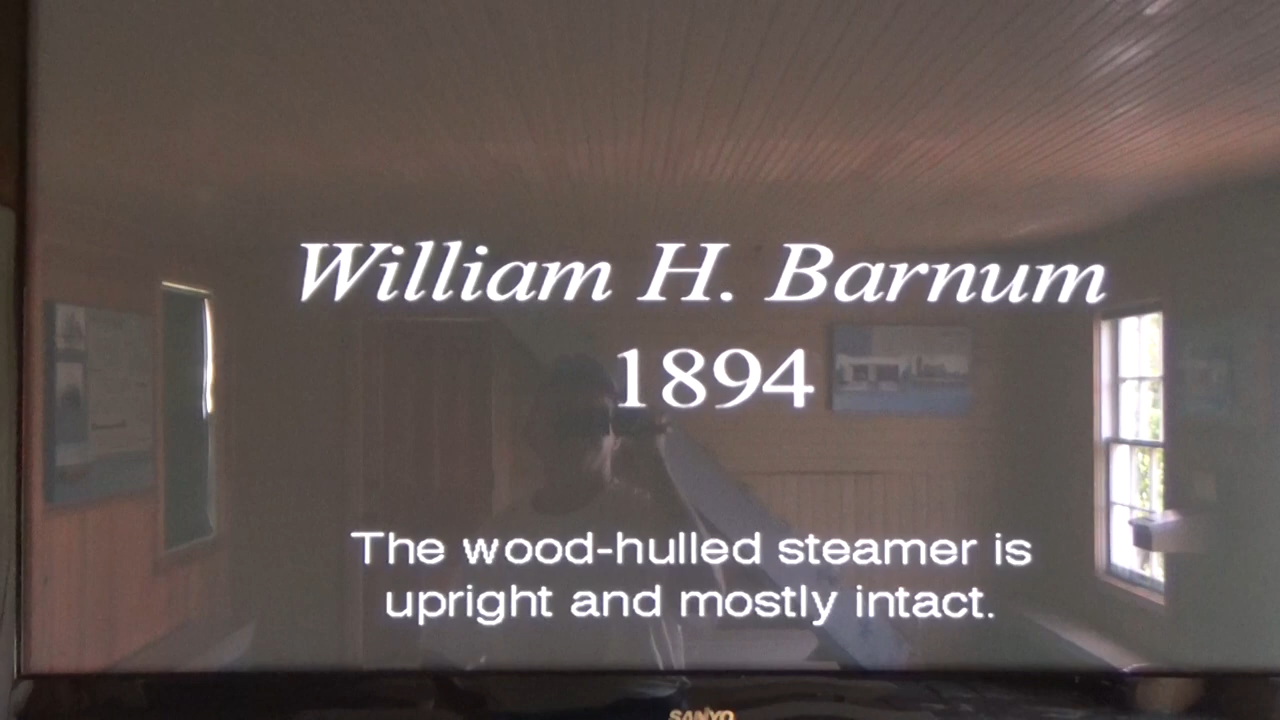 William H. Barnum
1894
The wood-hulled steamer is
upright and mostly intact.
SANYO